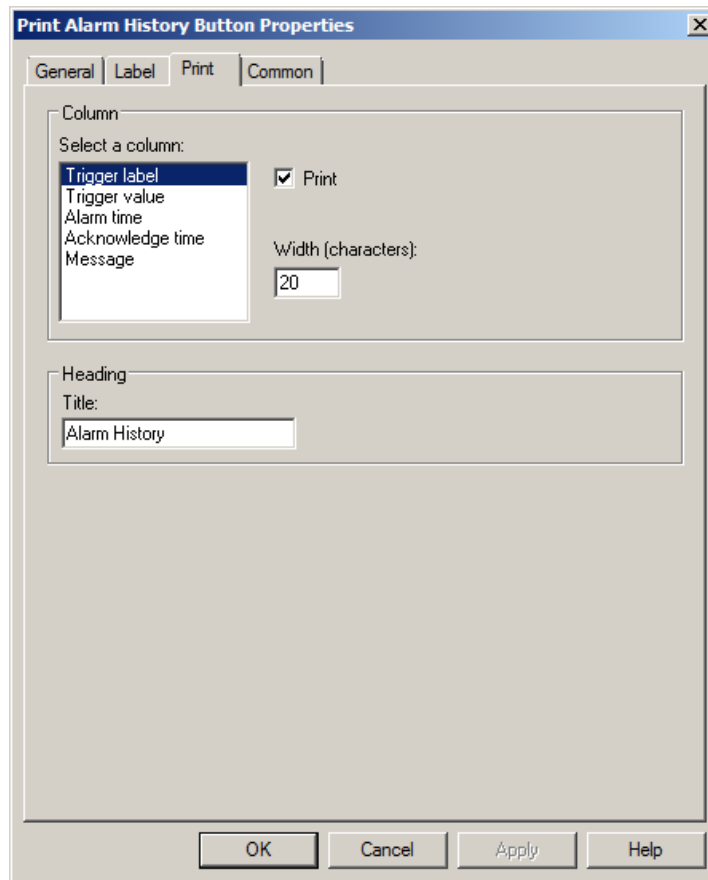 Print Alarm History Button Properties
General Label Print Common
Column
Select a column:
Trigger label
Trigger value
Alarm time
Acknowledge time
Message
Print
Width (characters):
20
Heading
Title:
Alarm History
OK Cancel Apply Help